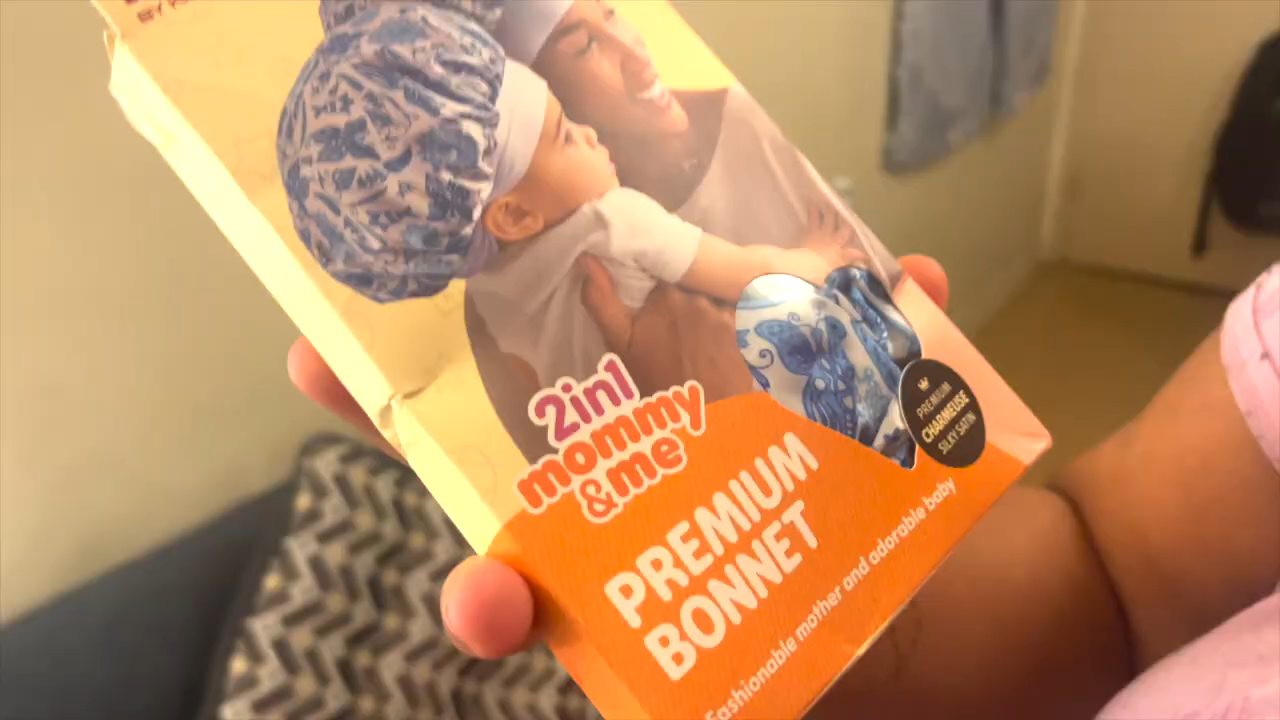 2in1
mommy
&me
PREMIUM
BONNET
Fashionable mother and adorable baby
PREMIUM
CHARMEUSE
SILKY SATIN